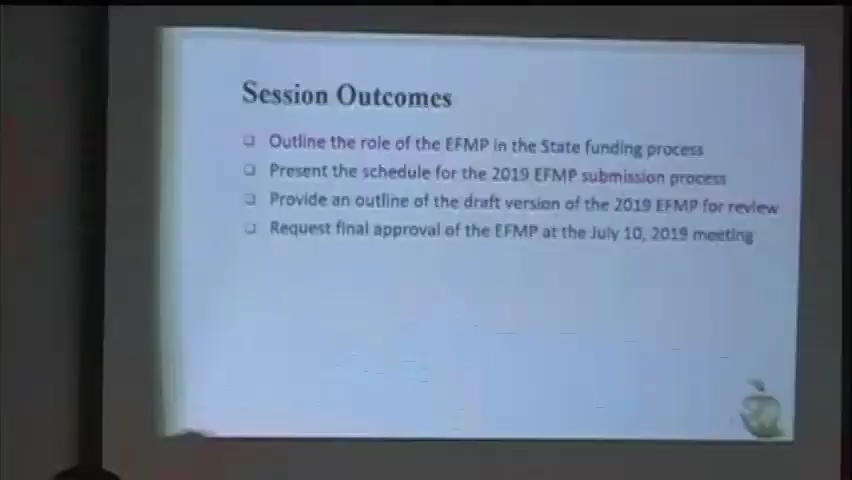 Session Outcomes
❑ Outline the role of the EFMP in the State funding process
❑ Present the schedule for the 2019 EFMP submission process
❑ Provide an outline of the draft version of the 2019 EFMP for review
❑ Request final approval of the EFMP at the July 10, 2019 meeting